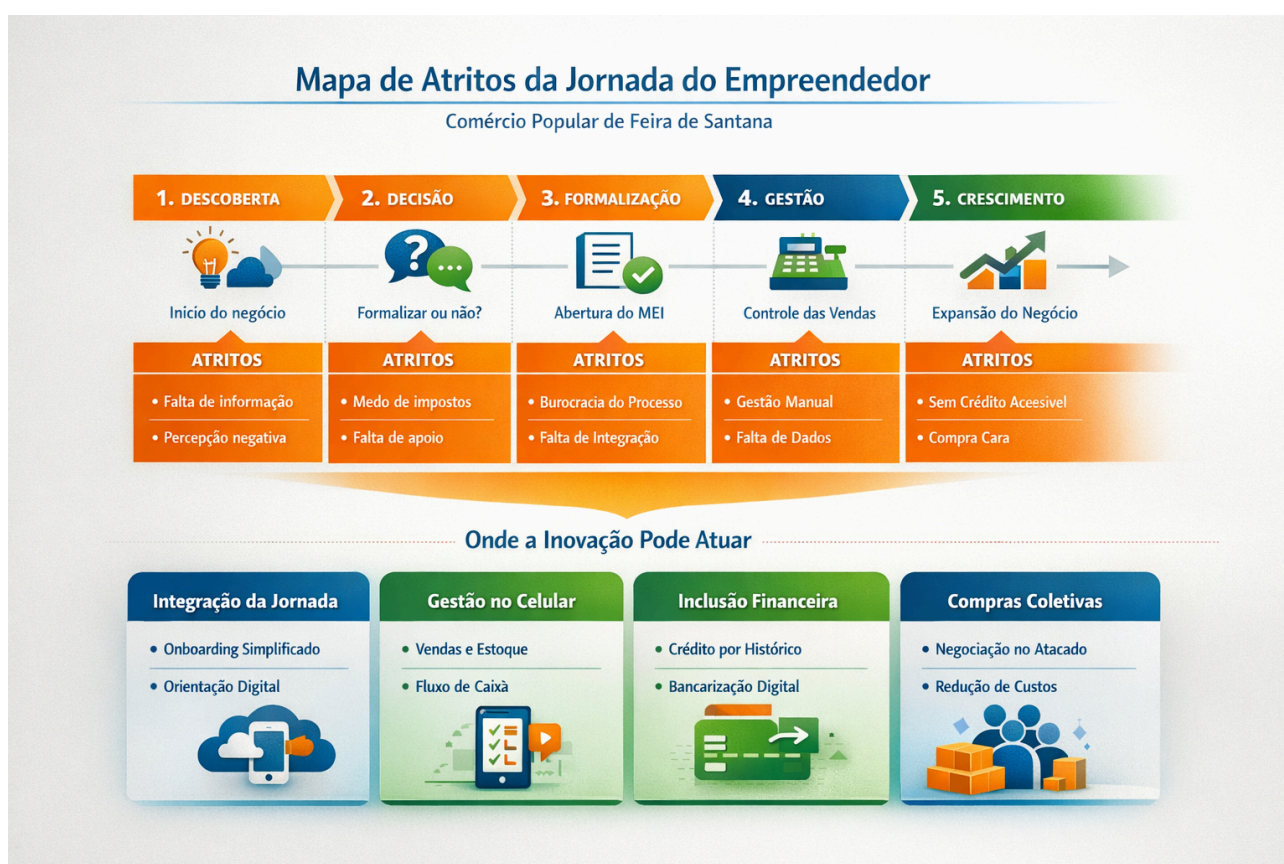 Mapa de Atritos da Jornada do Empreendedor
Comércio Popular de Feira de Santana
1. DESCOBERTA
2. DECISÃO
3. FORMALIZAÇÃO
4. GESTÃO
5. CRESCIMENTO
?
...
Inicio do negócio
Formalizar ou não?
Abertura do MEI
Controle das Vendas
Expansão do Negócio
ATRITOS
ATRITOS
ATRITOS
ATRITOS
ATRITOS
• Falta de informação
• Percepção negativa
• Medo de impostos
• Falta de apoio
• Burocracia do Processo
• Falta de Integração
• Gestão Manual
• Falta de Dados
• Sem Crédito Aceesivel
• Compra Cara
Onde a Inovação Pode Atuar
Integração da Jornada
• Onboarding Simplificado
• Orientação Digital
Gestão no Celular
• Vendas e Estoque
• Fluxo de Caixà
Inclusão Financeira
• Crédito por Histórico
• Bancarização Digital
Compras Coletivas
• Negociação no Atacado
• Redução de Custos